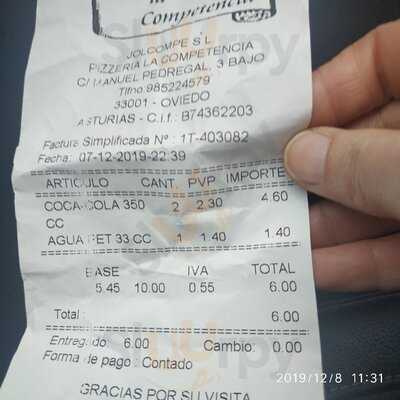 la
Competencia
JOLCOMPE S L
PIZZERIA LA COMPETENCIA
C/ MANUEL PEDREGAL, 3 BAJO
Tlfno.985224579
33001 - OVIEDO
ASTURIAS - C.i.f.: B74362203
Factura Simplificada Nº : 1T-403082
Fecha: 07-12-2019-22:39
ARTICULO CANT. PVP IMPORTE
COCA-COLA 350 2 2.30 4.60
CC
AGUA PET 33 CC 1 1.40 1.40
BASE IVA TOTAL
5.45 10.00 0.55 6.00
Total : 6.00
Entregado: 6.00 Cambio: 0.00
Forma de pago : Contado
GRACIAS POR SU VISITA
2019/12/8 11:31